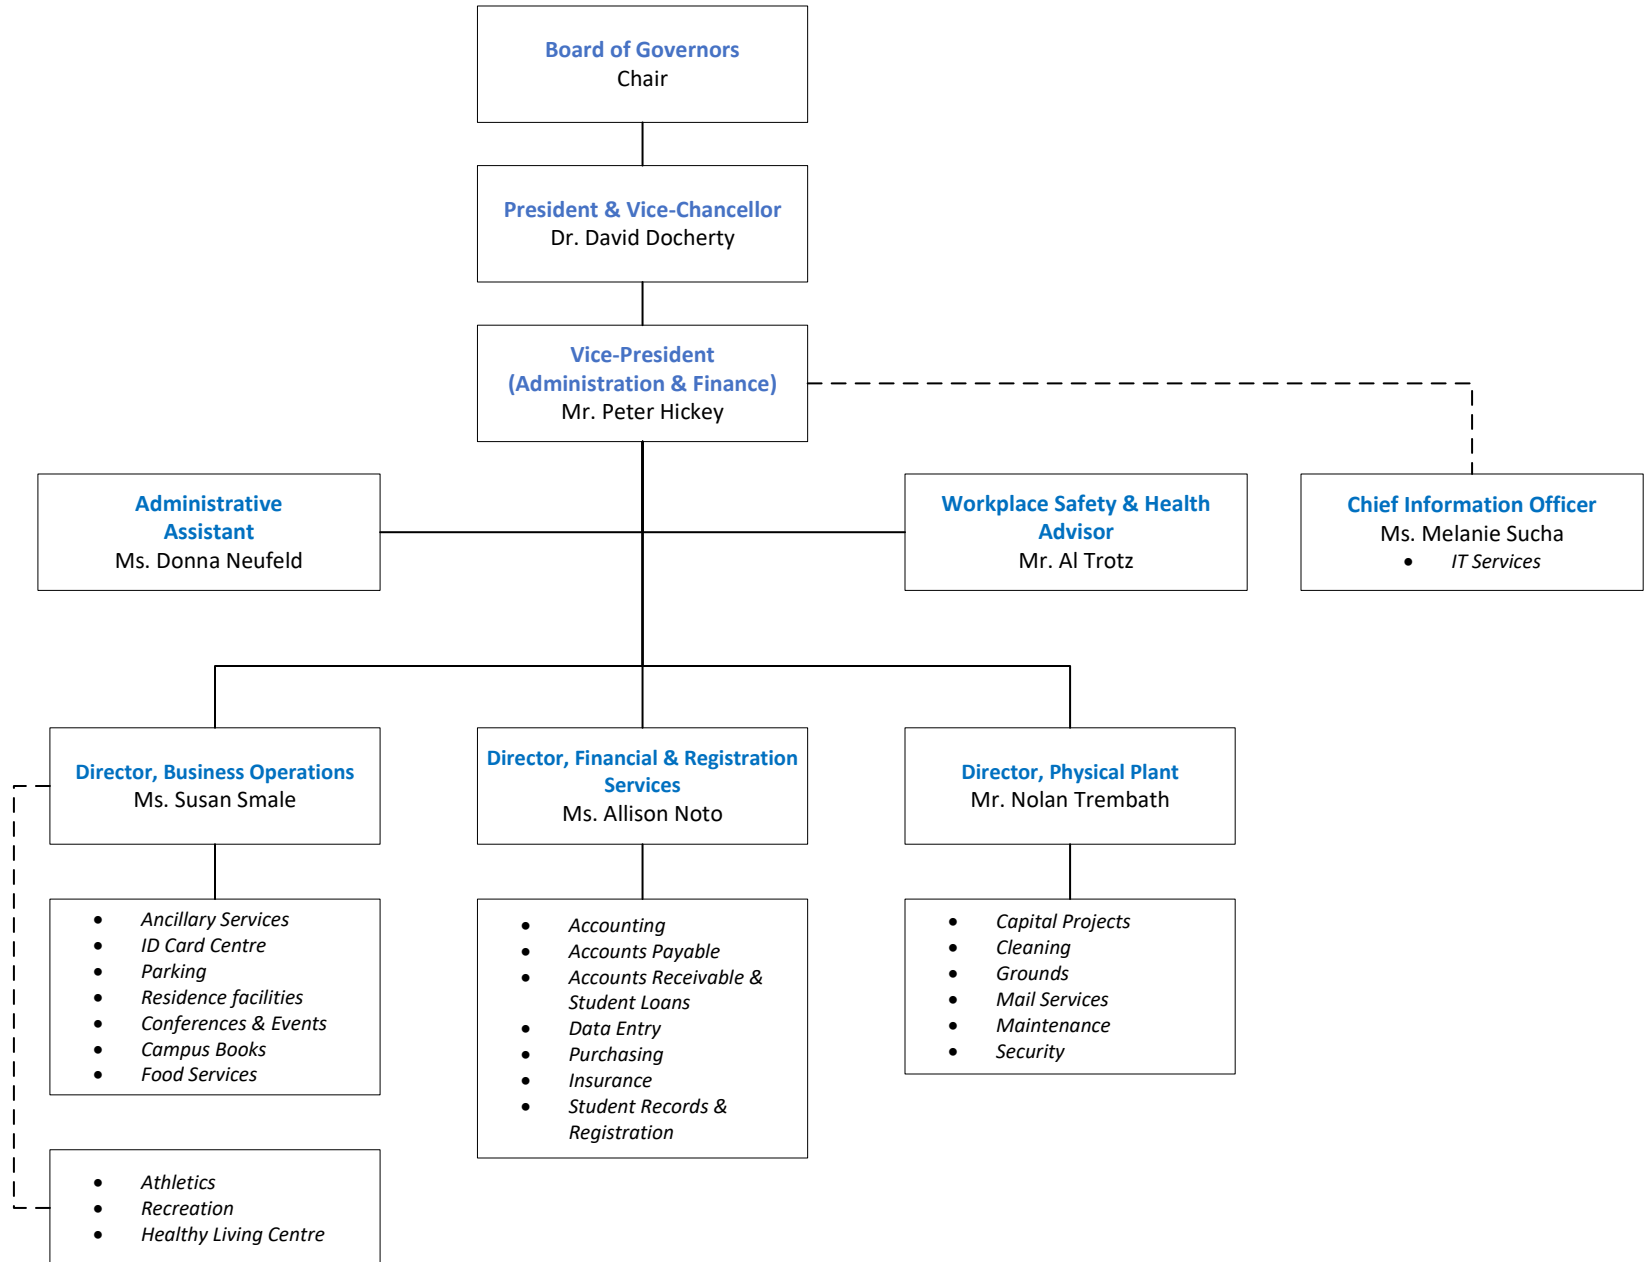 Board of Governors
Chair
President & Vice-Chancellor
Dr. David Docherty
Vice-President
(Administration & Finance)
Mr. Peter Hickey
Administrative
Assistant
Ms. Donna Neufeld
Workplace Safety & Health
Advisor
Mr. Al Trotz
Chief Information Officer
Ms. Melanie Sucha
• IT Services
Director, Business Operations
Ms. Susan Smale
Director, Financial & Registration
Services
Ms. Allison Noto
Director, Physical Plant
Mr. Nolan Trembath
• Ancillary Services
• ID Card Centre
• Parking
• Residence facilities
• Conferences & Events
• Campus Books
• Food Services
• Accounting
• Accounts Payable
• Accounts Receivable &
Student Loans
• Data Entry
• Purchasing
• Insurance
• Student Records &
Registration
• Capital Projects
• Cleaning
• Grounds
• Mail Services
• Maintenance
• Security
• Athletics
• Recreation
• Healthy Living Centre